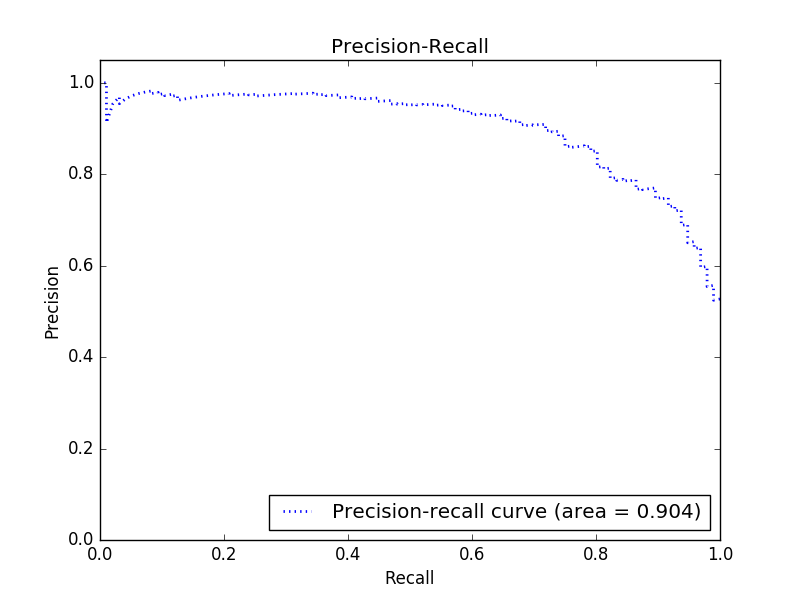 Precision-Recall
1.0
0.8
0.6
0.4
0.2
0.0
Precision
Precision-recall curve (area = 0.904)
0.0 0.2 0.4 0.6 0.8 1.0
Recall